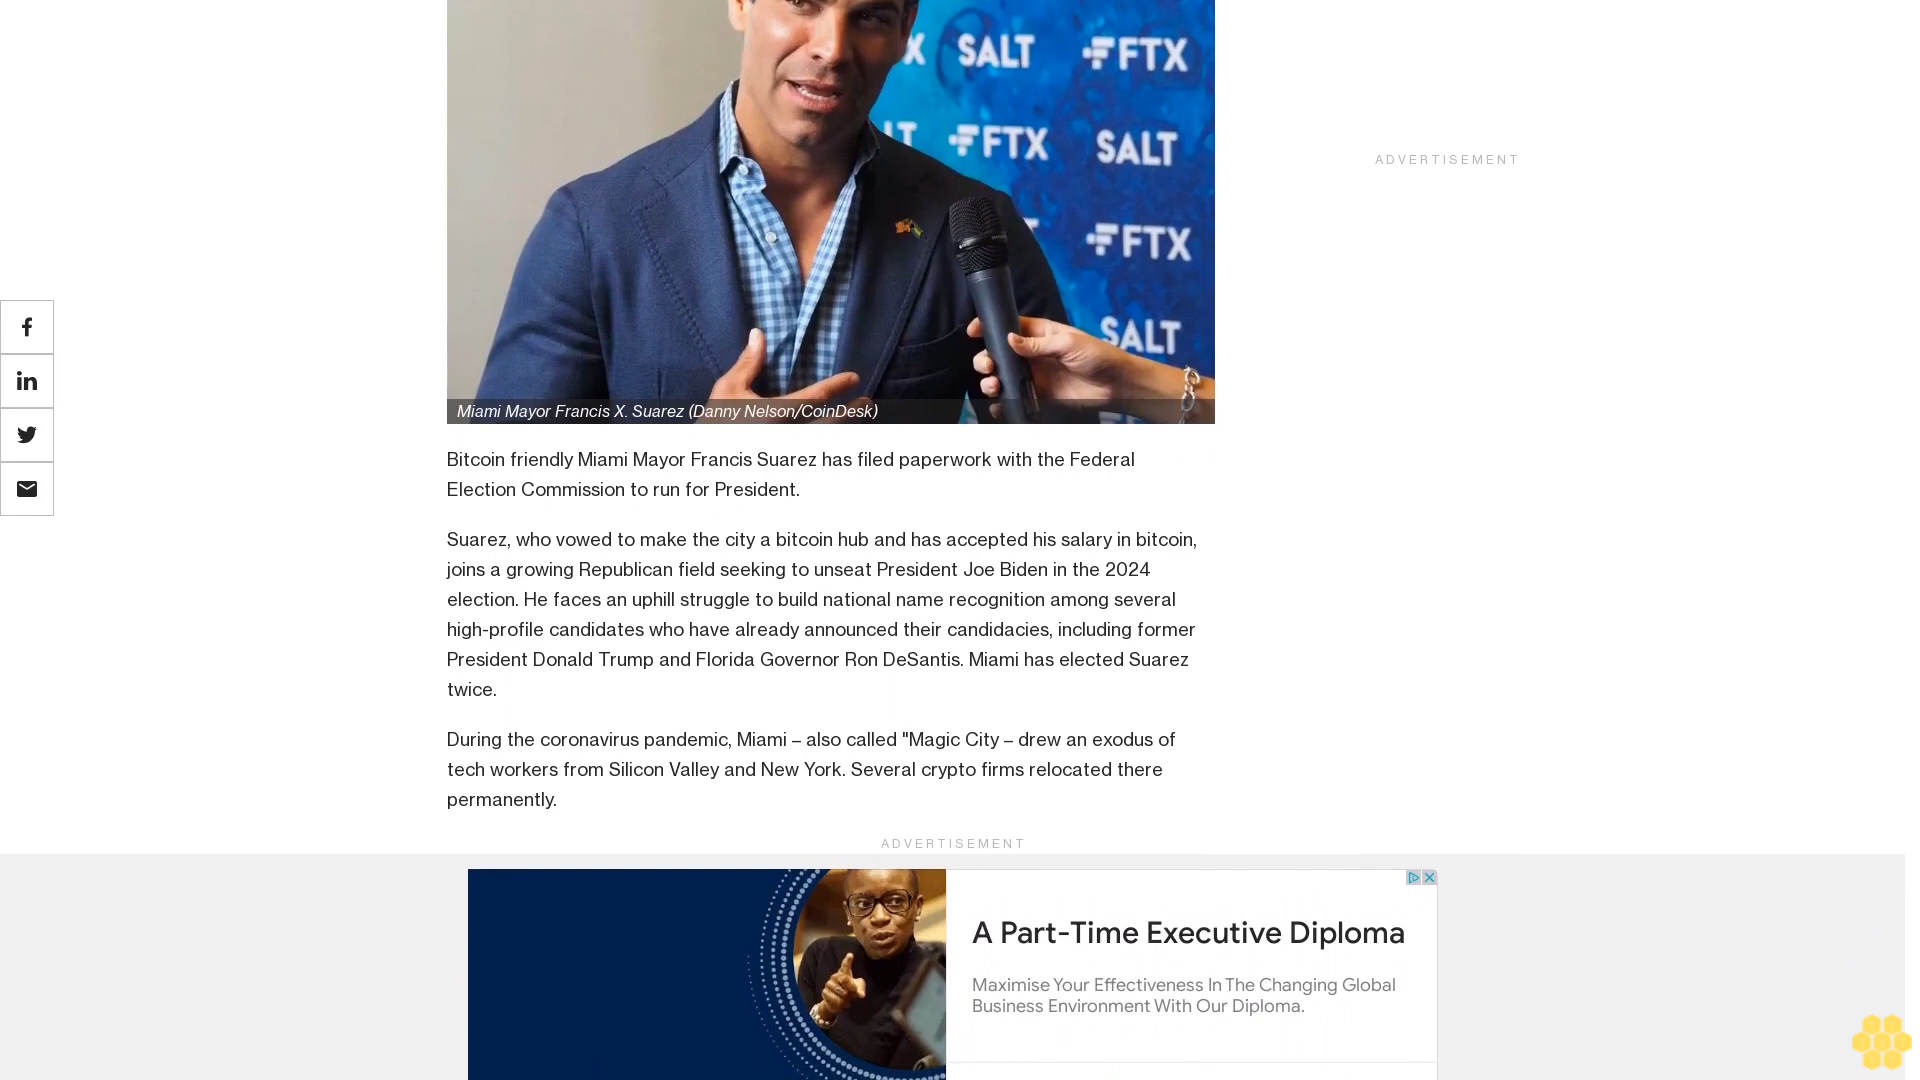 SALT FTX
FTX SALT
FTX
SALT
ADVERTISEMENT
Miami Mayor Francis X. Suarez (Danny Nelson/CoinDesk)
Bitcoin friendly Miami Mayor Francis Suarez has filed paperwork with the Federal
Election Commission to run for President.
Suarez, who vowed to make the city a bitcoin hub and has accepted his salary in bitcoin,
joins a growing Republican field seeking to unseat President Joe Biden in the 2024
election. He faces an uphill struggle to build national name recognition among several
high-profile candidates who have already announced their candidacies, including former
President Donald Trump and Florida Governor Ron DeSantis. Miami has elected Suarez
twice.
During the coronavirus pandemic, Miami – also called "Magic City – drew an exodus of
tech workers from Silicon Valley and New York. Several crypto firms relocated there
permanently.
ADVERTISEMENT
A Part-Time Executive Diploma
Maximise Your Effectiveness In The Changing Global
Business Environment With Our Diploma.